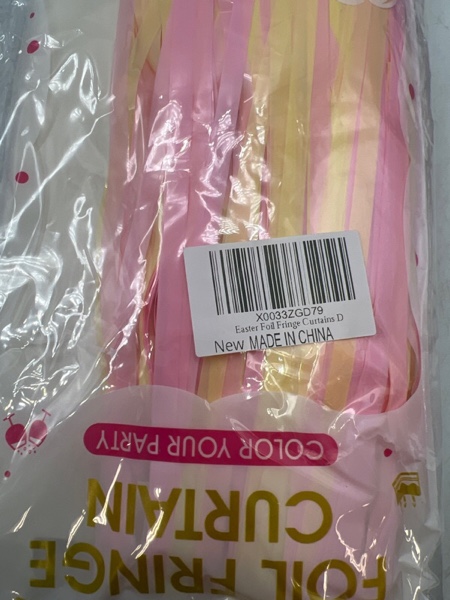 X0033ZGD79
Easter Foil Fringe Curtains D
New MADE IN CHINA
COLOR YOUR PARTY
FOIL FRINGE
CURTAIN